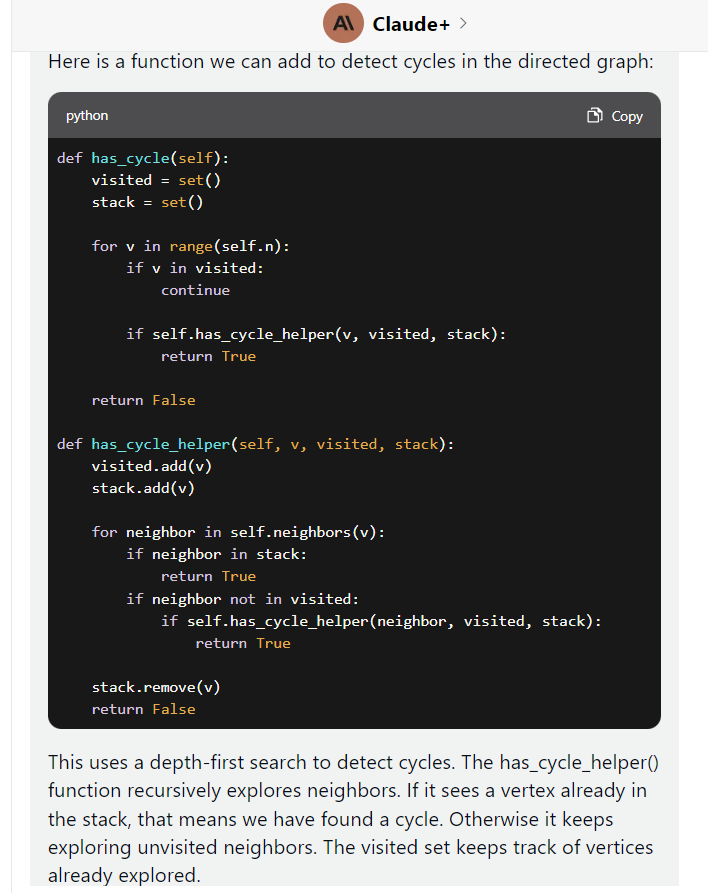 Claude+
Here is a function we can add to detect cycles in the directed graph:
python
Copy
def has_cycle(self):
    visited = set()
    stack = set()
    for v in range(self.n):
        if v in visited:
            continue
        if self.has_cycle_helper(v, visited, stack):
            return True
    return False
def has_cycle_helper(self, v, visited, stack):
    visited.add(v)
    stack.add(v)
    for neighbor in self.neighbors(v):
        if neighbor in stack:
            return True
        if neighbor not in visited:
            if self.has_cycle_helper(neighbor, visited, stack):
                return True
    stack.remove(v)
    return False
This uses a depth-first search to detect cycles. The has_cycle_helper()
function recursively explores neighbors. If it sees a vertex already in
the stack, that means we have found a cycle. Otherwise it keeps
exploring unvisited neighbors. The visited set keeps track of vertices
already explored.